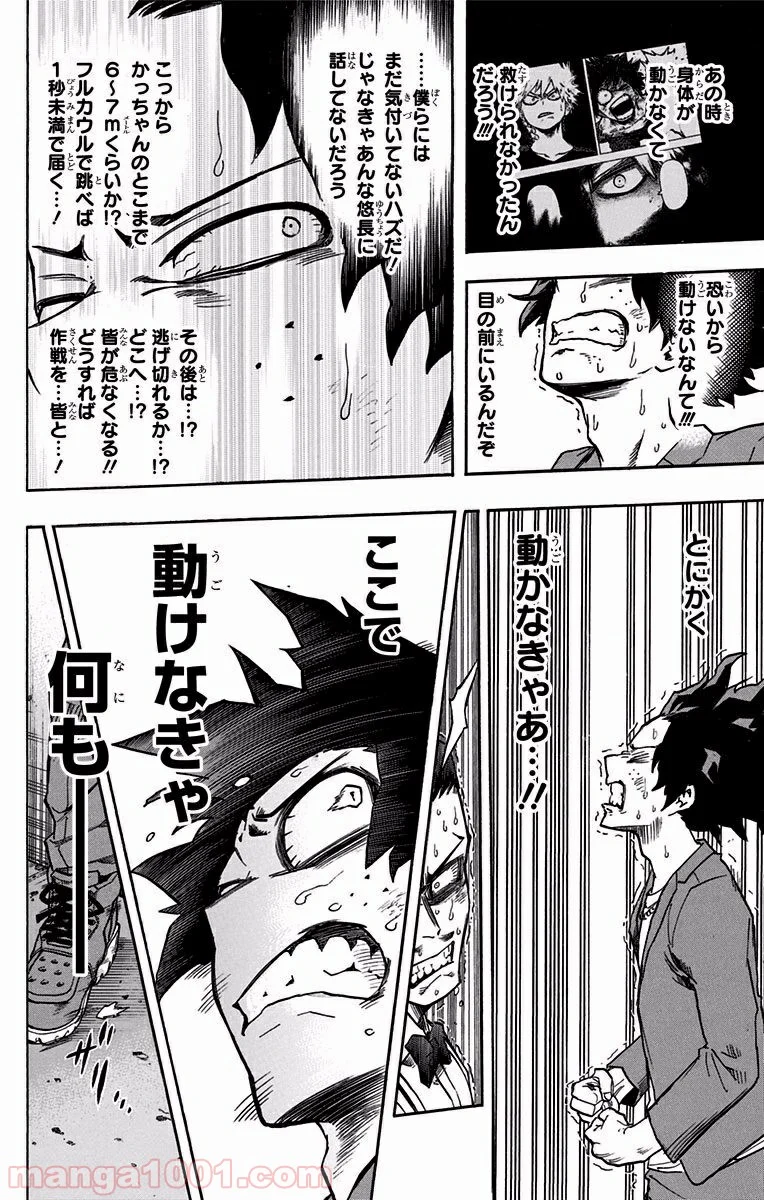 あの時
身体が
動かなくて
救けられなかったん
だろう!!!
恐いから
動けないなんて!!!
目の前にいるんだぞ
……僕らには
まだ気付いてないハズだ!
じゃなきゃあんな悠長に
話してないだろう
こっから
かっちゃんのとこまで
6〜7mくらいか!?
フルカウルで跳べば
1秒未満で届く…!
その後は…!?
逃げ切れるか…!?
どこへ…!?
皆が危なくなる!!
どうすれば
作戦を…皆と…!
とにかく
動かなきゃあ…!!
ここで
動けなきゃ
何も──
manga1001.com